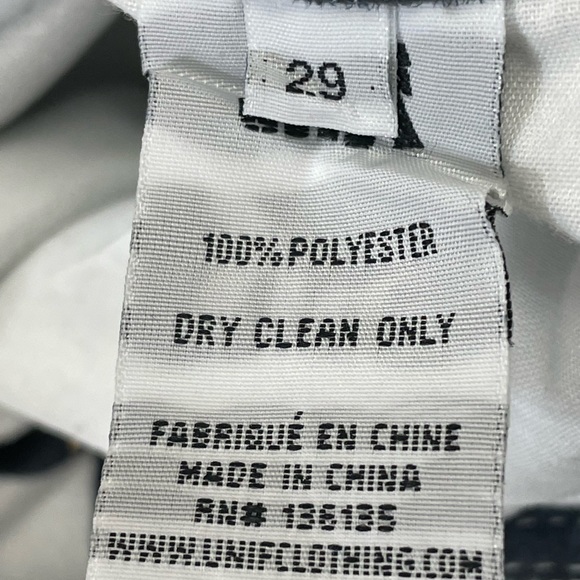 29
100% POLYESTER
DRY CLEAN ONLY
FABRIQUÉ EN CHINE
MADE IN CHINA
RN# 136135
WWW.UNIFCLOTHING.COM